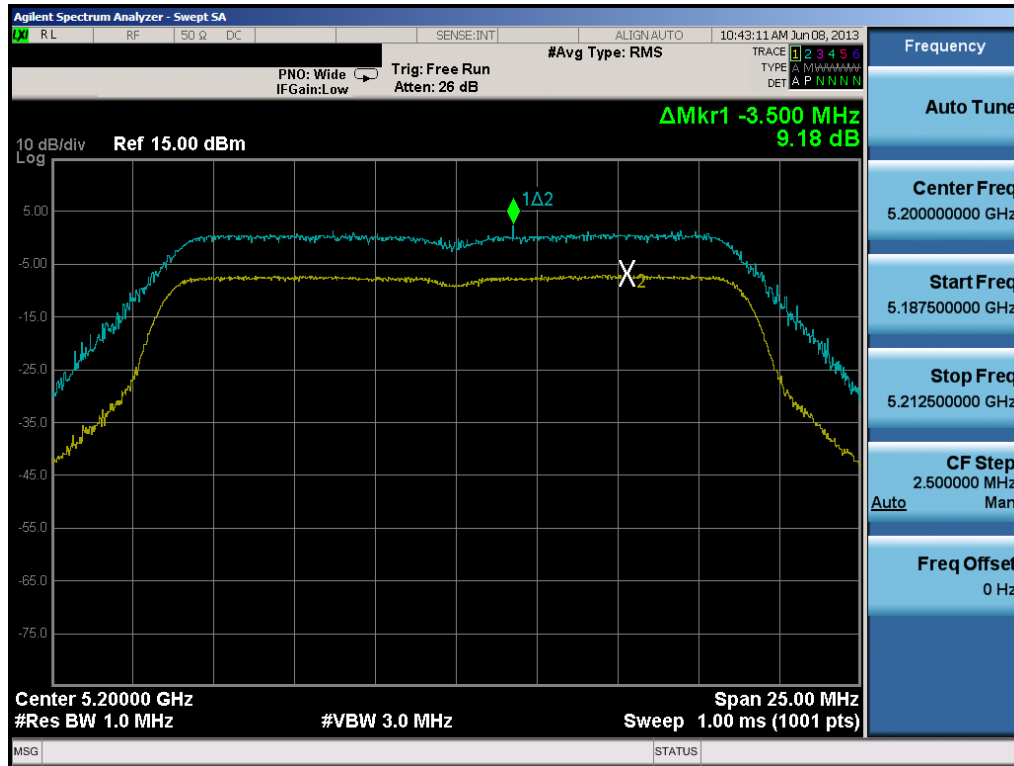 Agilent Spectrum Analyzer - Swept SA
LXI RL RF 50 Ω DC SENSE:INT ALIGN AUTO 10:43:11 AM Jun 08, 2013
Frequency
#Avg Type: RMS
TRACE 1 2 3 4 5 6
PNO: Wide Trig: Free Run
TYPE A M W W W W W
IFGain:Low Atten: 26 dB
DET A P N N N N
Auto Tune
ΔMkr1 -3.500 MHz
9.18 dB
10 dB/div Ref 15.00 dBm
Log
Center Freq
5.200000000 GHz
1Δ2
5.00
-5.00
X2
Start Freq
5.187500000 GHz
-15.0
-25.0
Stop Freq
5.212500000 GHz
-35.0
-45.0
CF Step
2.500000 MHz
Auto Man
-55.0
Freq Offset
0 Hz
-65.0
-75.0
Center 5.20000 GHz Span 25.00 MHz
#Res BW 1.0 MHz #VBW 3.0 MHz Sweep 1.00 ms (1001 pts)
MSG STATUS